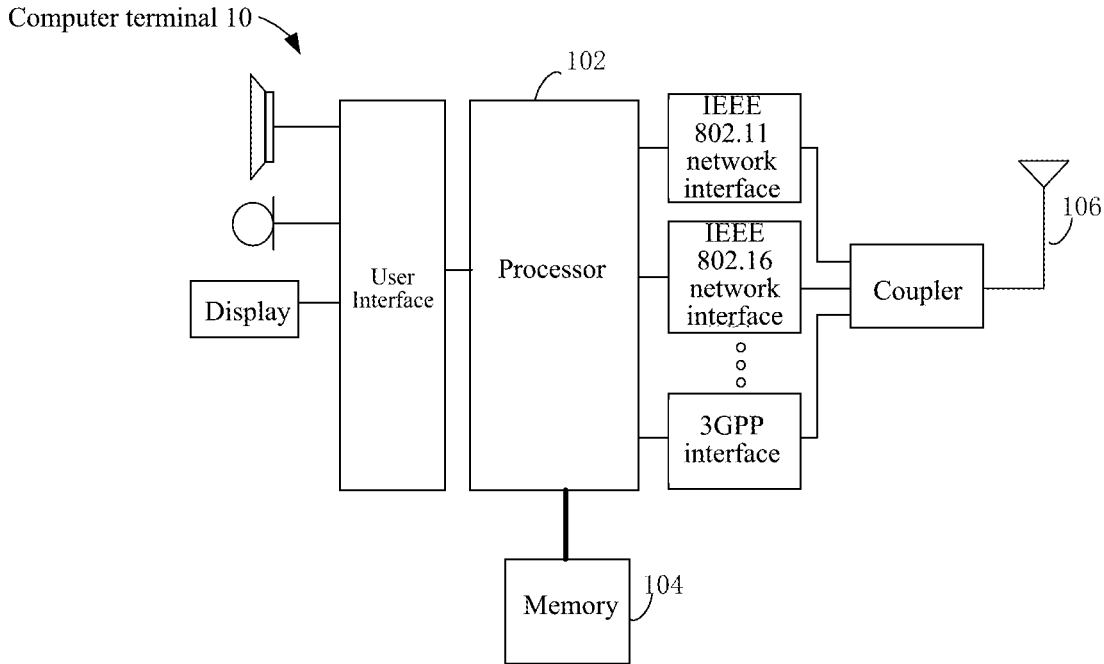 Computer terminal 10
102
IEEE
802.11
network
interface
106
IEEE
802.16
network
interface
User
Interface
Processor
Coupler
Display
3GPP
interface
Memory
104